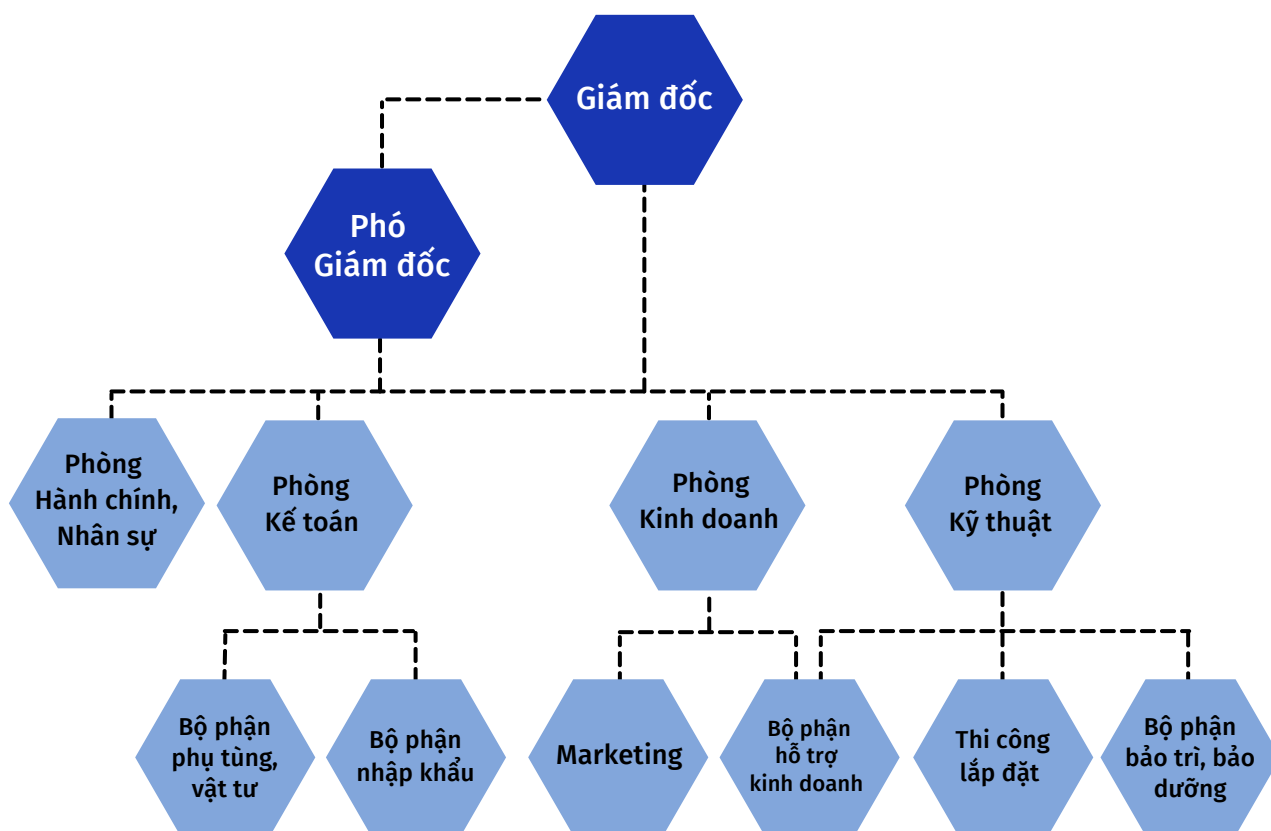 Giám đốc
Phó
Giám đốc
Phòng
Hành chính,
Nhân sự
Phòng
Kế toán
Phòng
Kinh doanh
Phòng
Kỹ thuật
Bộ phận
phụ tùng,
vật tư
Bộ phận
nhập khẩu
Marketing
Bộ phận
hỗ trợ
kinh doanh
Thi công
lắp đặt
Bộ phận
bảo trì, bảo
dưỡng